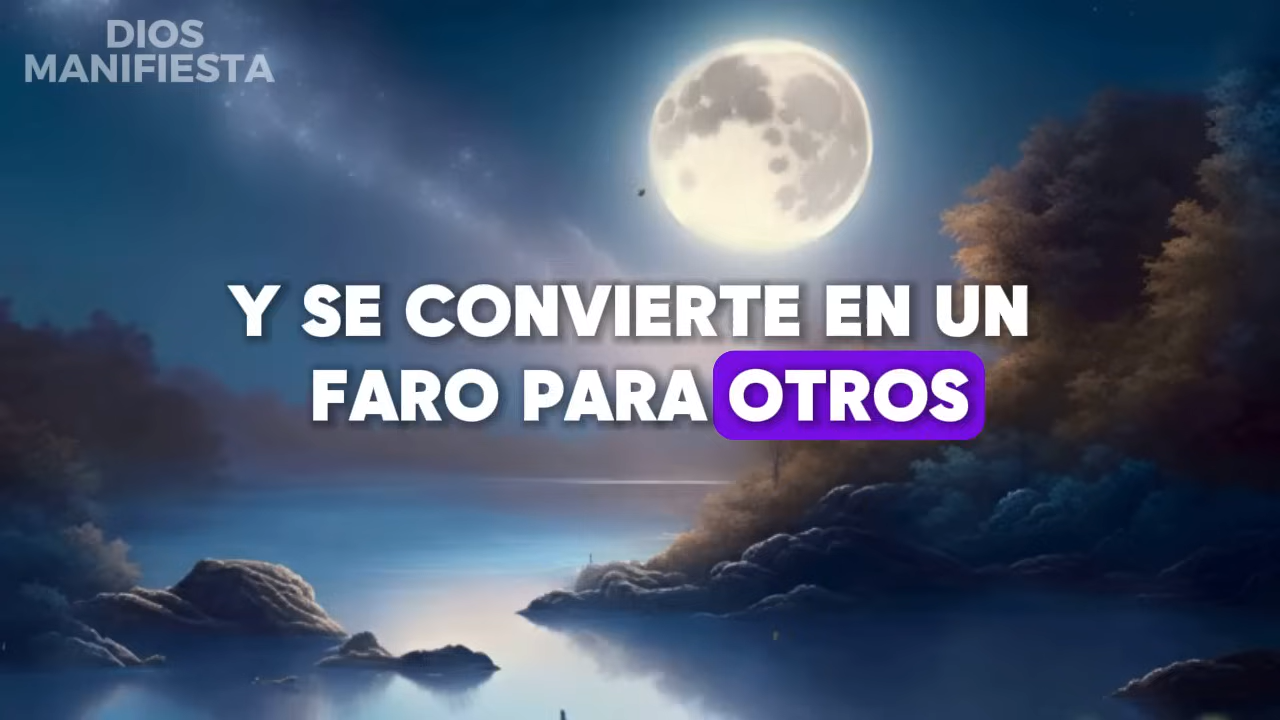 DIOS
MANIFIESTA
Y SE CONVIERTE EN UN
FARO PARA OTROS